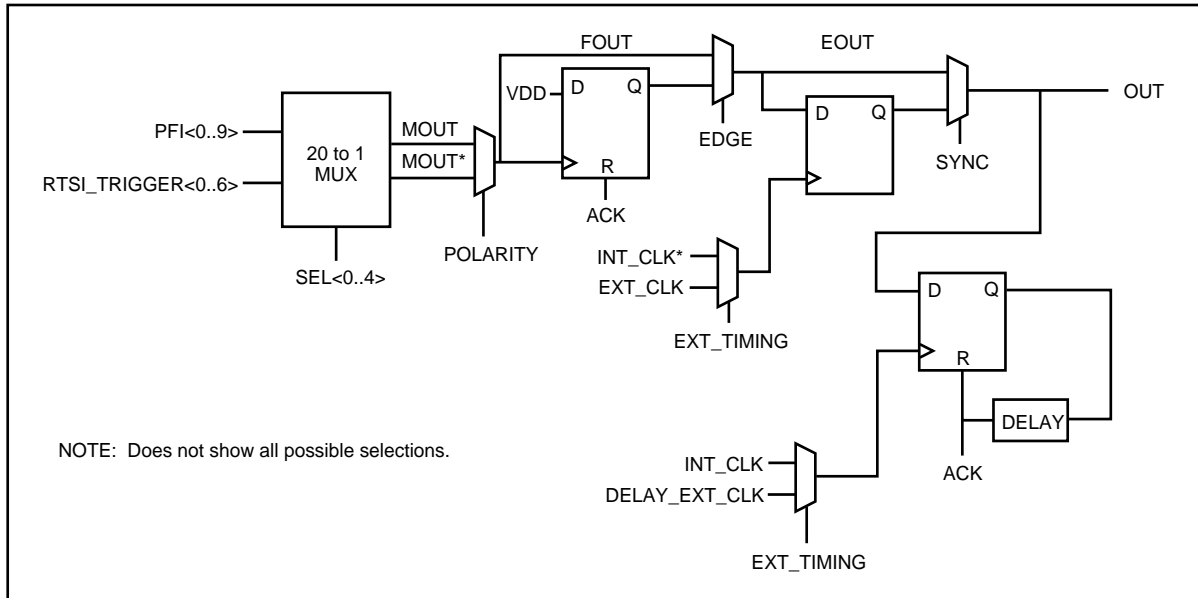 FOUT
EOUT
VDD
D
Q
D
Q
OUT
PFI<0..9>
MOUT
20 to 1
MUX
MOUT*
EDGE
SYNC
RTSI_TRIGGER<0..6>
R
ACK
POLARITY
SEL<0..4>
INT_CLK*
EXT_CLK
EXT_TIMING
D
Q
R
DELAY
ACK
NOTE: Does not show all possible selections.
INT_CLK
DELAY_EXT_CLK
EXT_TIMING